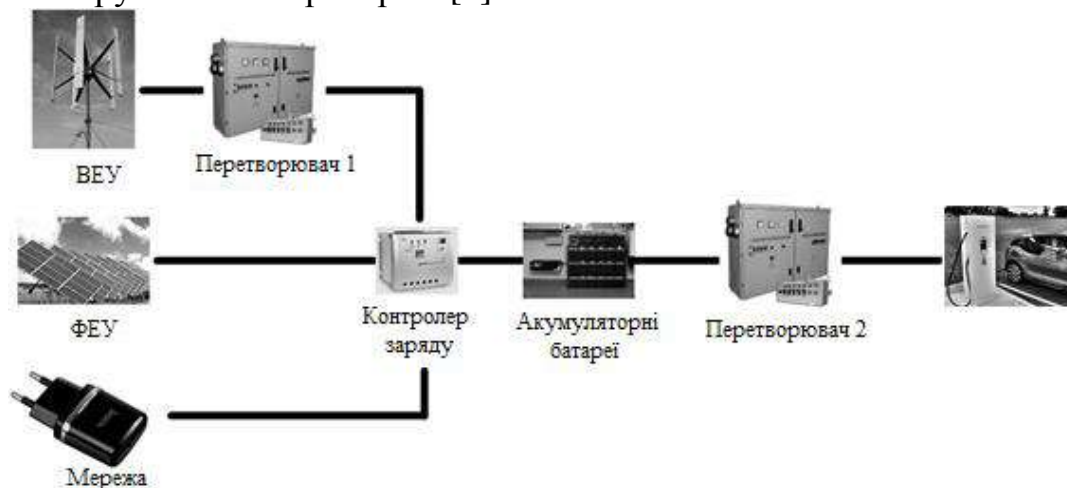 ВЕУ
Перетворювач 1
ФЕУ
Контролер
заряду
Акумуляторні
батареї
Перетворювач 2
Мережа